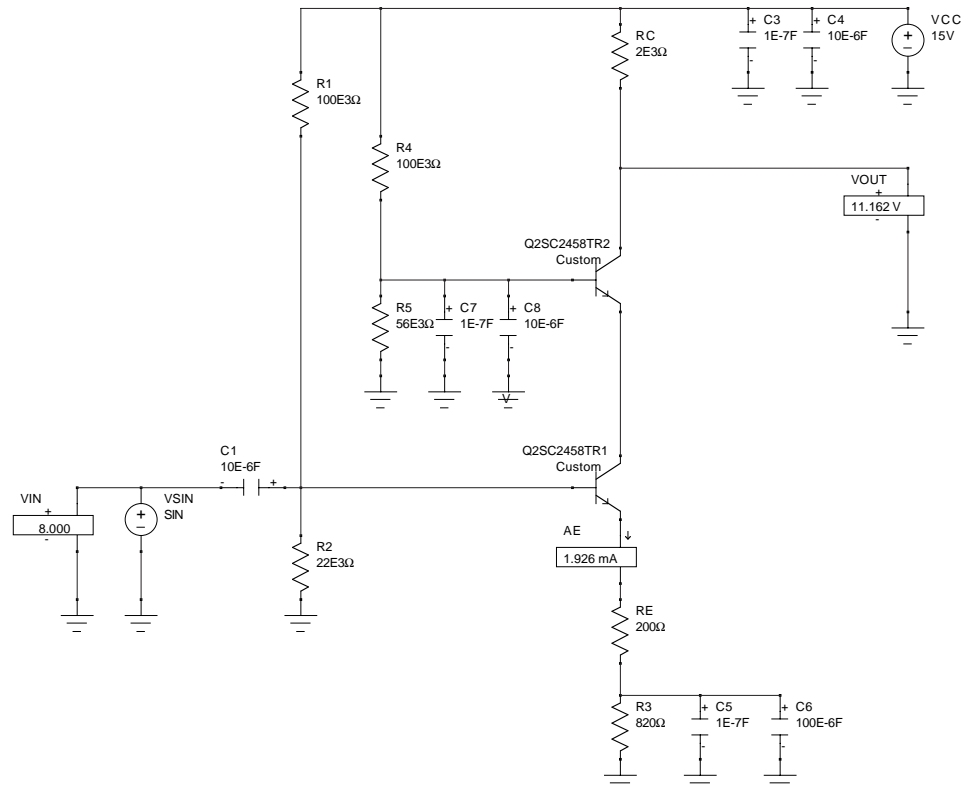 RC
2E3Ω
+ C3
1E-7F
-
+ C4
10E-6F
-
VCC
15V
+
-
R1
100E3Ω
R4
100E3Ω
VOUT
+
11.162 V
-
Q2SC2458TR2
Custom
R5
56E3Ω
+ C7
1E-7F
-
+ C8
10E-6F
-
V
Q2SC2458TR1
Custom
C1
10E-6F
- +
VIN
+
8.000
-
VSIN
SIN
+
-
R2
22E3Ω
AE
↓
1.926 mA
RE
200Ω
R3
820Ω
+ C5
1E-7F
-
+ C6
100E-6F
-